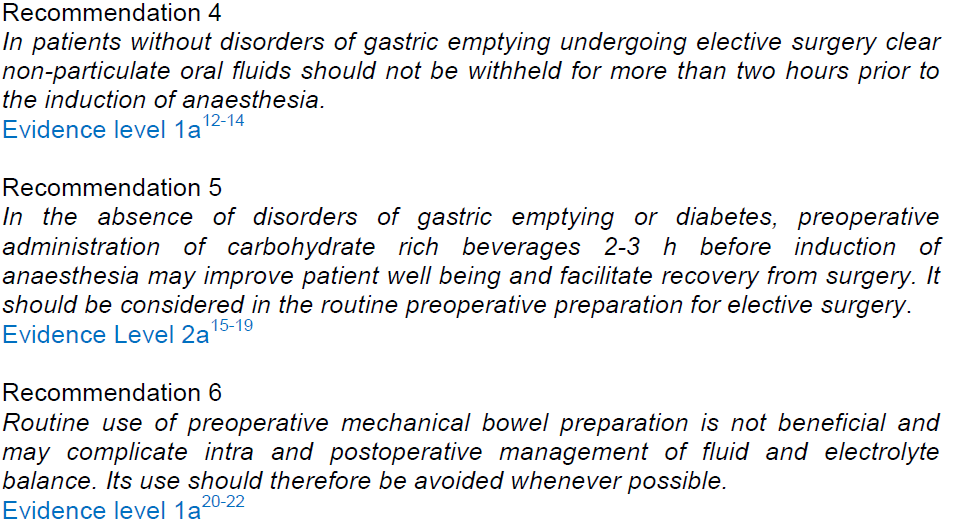 Recommendation 4
In patients without disorders of gastric emptying undergoing elective surgery clear
non-particulate oral fluids should not be withheld for more than two hours prior to
the induction of anaesthesia.
Evidence level 1a12-14
Recommendation 5
In the absence of disorders of gastric emptying or diabetes, preoperative
administration of carbohydrate rich beverages 2-3 h before induction of
anaesthesia may improve patient well being and facilitate recovery from surgery. It
should be considered in the routine preoperative preparation for elective surgery.
Evidence Level 2a15-19
Recommendation 6
Routine use of preoperative mechanical bowel preparation is not beneficial and
may complicate intra and postoperative management of fluid and electrolyte
balance. Its use should therefore be avoided whenever possible.
Evidence level 1a20-22